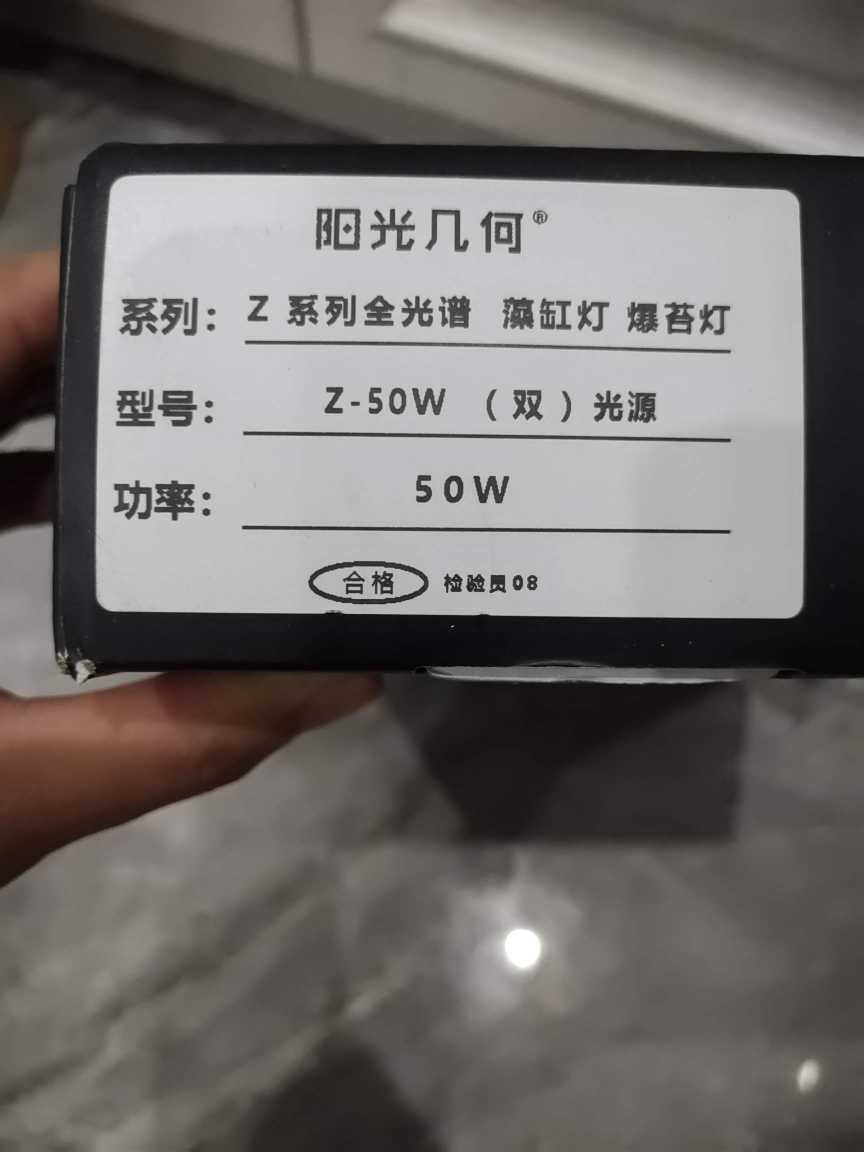 阳光几何®
系列：Z 系列全光谱 藻缸灯 爆苔灯
型号：Z-50W （双）光源
功率：50W
合格 检验员08